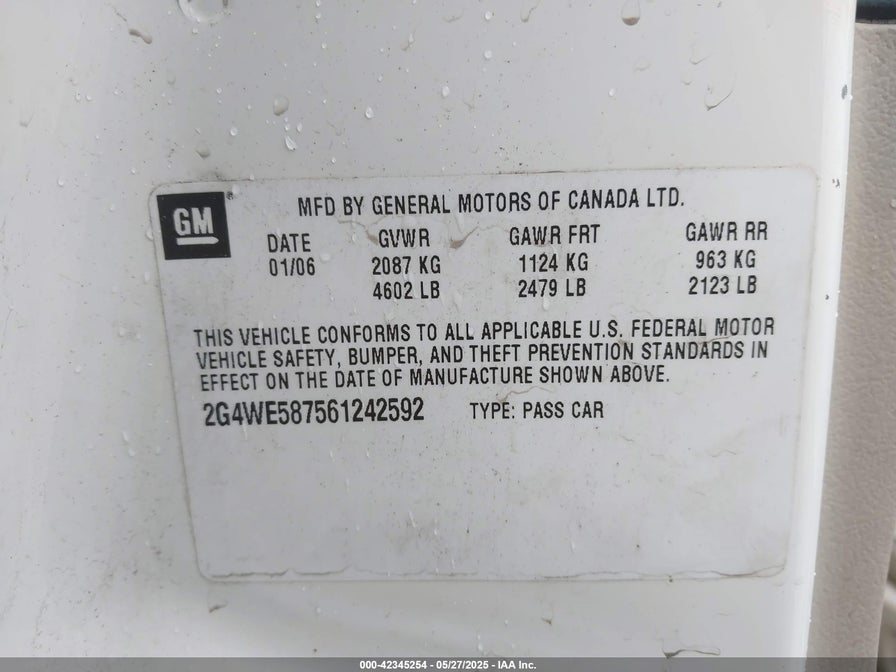 GM
MFD BY GENERAL MOTORS OF CANADA LTD.
DATE GVWR GAWR FRT GAWR RR
01/06 2087 KG 1124 KG 963 KG
4602 LB 2479 LB 2123 LB
THIS VEHICLE CONFORMS TO ALL APPLICABLE U.S. FEDERAL MOTOR
VEHICLE SAFETY, BUMPER, AND THEFT PREVENTION STANDARDS IN
EFFECT ON THE DATE OF MANUFACTURE SHOWN ABOVE.
2G4WE587561242592 TYPE: PASS CAR
000-42345254 - 05/27/2025 - IAA Inc.